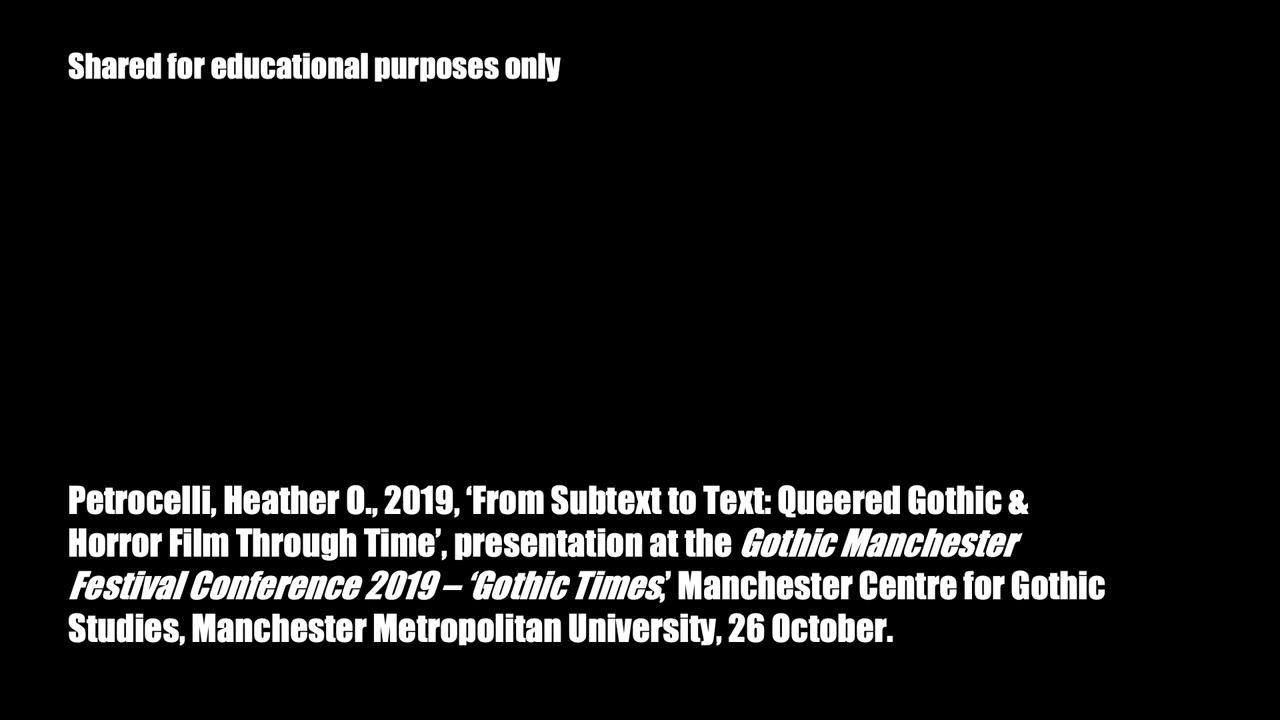 Shared for educational purposes only
Petrocelli, Heather O., 2019, ‘From Subtext to Text: Queered Gothic &
Horror Film Through Time’, presentation at the Gothic Manchester
Festival Conference 2019 – ‘Gothic Times,’ Manchester Centre for Gothic
Studies, Manchester Metropolitan University, 26 October.